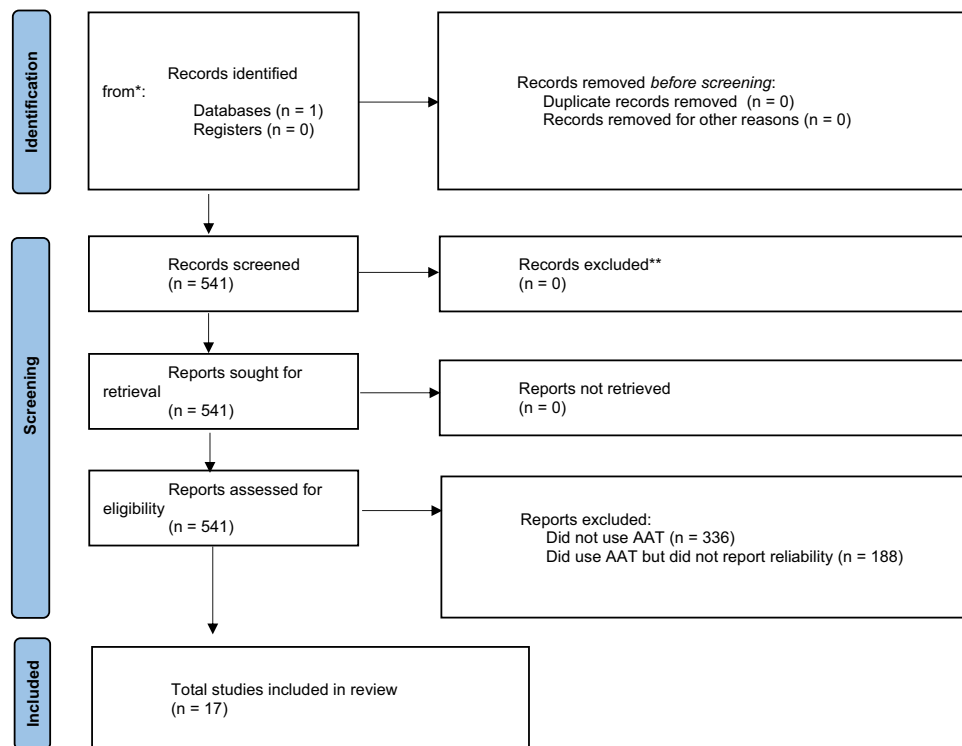 Identification
Records identified
from*:
Databases (n = 1)
Registers (n = 0)
Records removed before screening:
Duplicate records removed  (n = 0)
Records removed for other reasons (n = 0)
Screening
Records screened
(n = 541)
Records excluded**
(n = 0)
Reports sought for
retrieval
(n = 541)
Reports not retrieved
(n = 0)
Reports assessed for
eligibility
(n = 541)
Reports excluded:
Did not use AAT (n = 336)
Did use AAT but did not report reliability (n = 188)
Included
Total studies included in review
(n = 17)